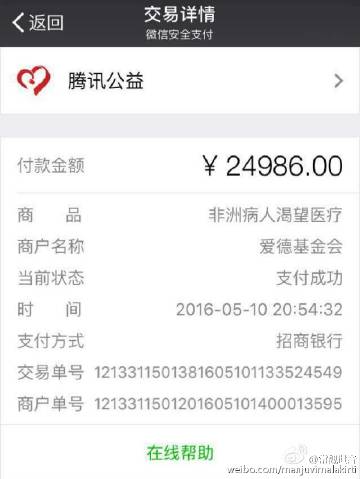 返回
交易详情
微信安全支付
腾讯公益
付款金额 ¥ 24986.00
商品 非洲病人渴望医疗
商户名称 爱德基金会
当前状态 支付成功
时间 2016-05-10 20:54:32
支付方式 招商银行
交易单号 1213311501381605101133524549
商户单号 1213311501201605101400013595
在线帮助
weibo.com/manjuvimalakirti